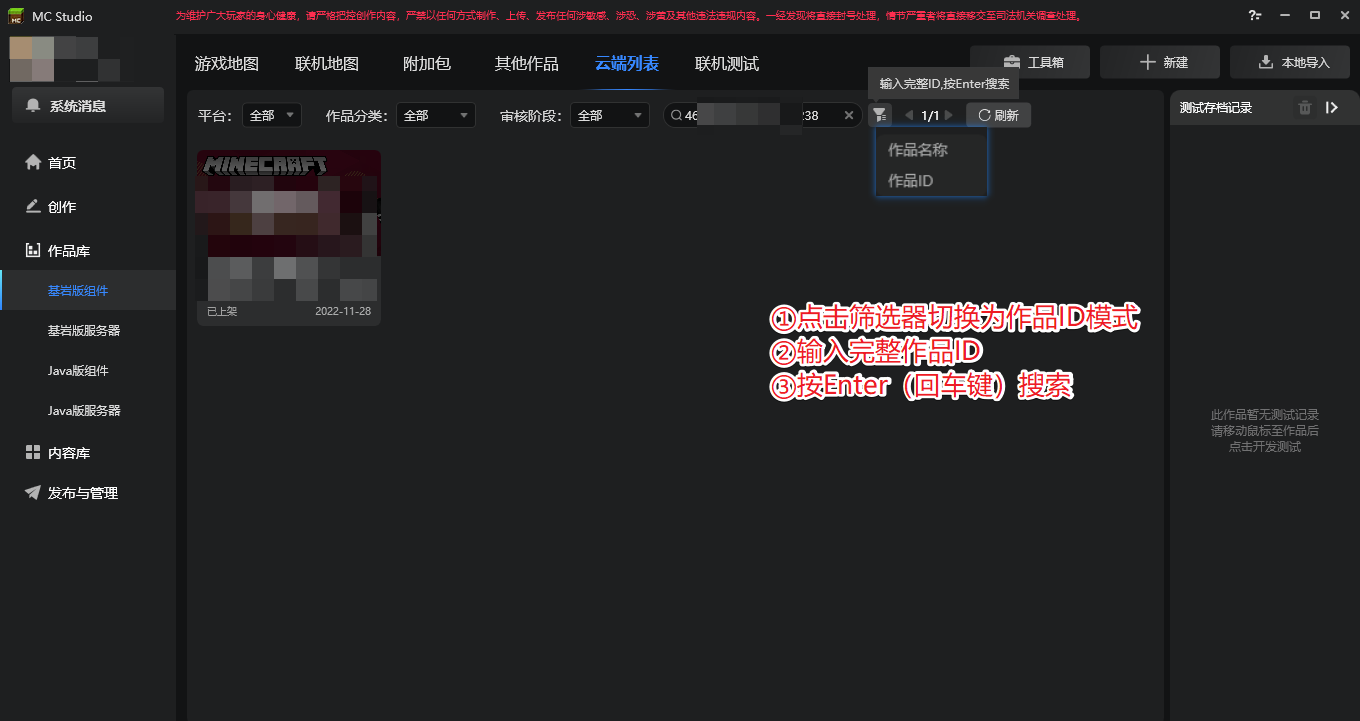 MC Studio
为维护广大玩家的身心健康，请严格把控创作内容，严禁以任何方式制作、上传、发布任何涉敏感、涉恐、涉黄及其他违法违规内容。一经发现将直接封号处理，情节严重者将直接移交至司法机关调查处理。
游戏地图 联机地图 附加包 其他作品 云端列表 联机测试
工具箱 新建 本地导入
输入完整ID,按Enter搜索
系统消息
平台： 全部 作品分类： 全部 审核阶段： 全部 46 :38 1/1 刷新
测试存档记录
作品名称
作品ID
首页
创作
作品库
基岩版组件
基岩版服务器
Java版组件
Java版服务器
内容库
发布与管理
MINECRAFT
已上架 2022-11-28
①点击筛选器切换为作品ID模式
②输入完整作品ID
③按Enter（回车键）搜索
此作品暂无测试记录
请移动鼠标至作品后
点击开发测试